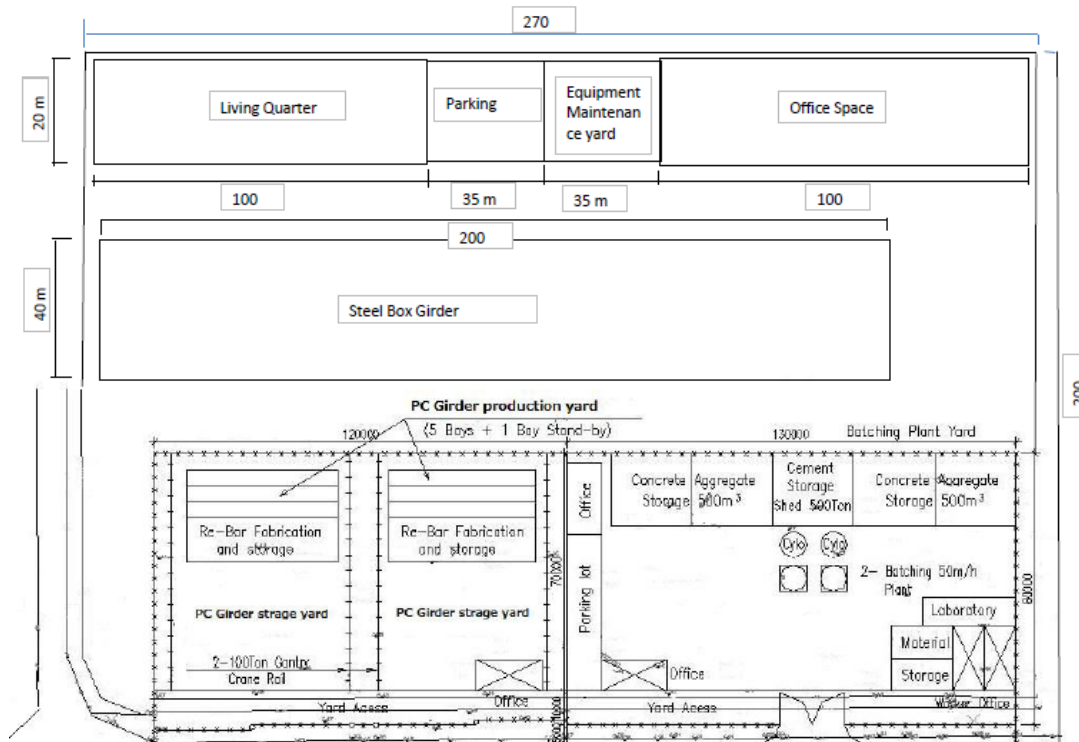 270
20 m
Living Quarter
Parking
Equipment
Maintenan
ce yard
Office Space
100
35 m
35 m
100
200
40 m
Steel Box Girder
200
PC Girder production yard
(5 Bays + 1 Bay Stand-by)
120000
130000
Batching Plant Yard
Office
Concrete
Storage
Aggregate
500m³
Cement
Storage
Shed 500Ton
Concrete
Storage
Aggregate
500m³
Re-Bar Fabrication
and storage
Re-Bar Fabrication
and storage
Cylo
Cylo
70000
2- Batching 50m/h
Plant
Parking lot
Laboratory
PC Girder strage yard
PC Girder strage yard
Material
Storage
2-100Ton Gantry
Crane Rail
Office
Office
Yard Acess
Yard Acess
Worker Office